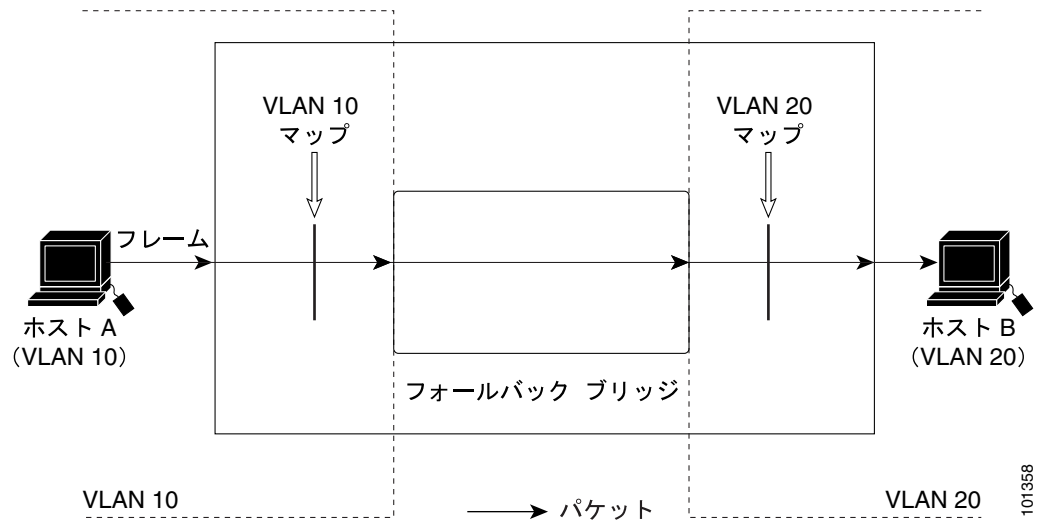 VLAN 10
マップ
VLAN 20
マップ
フレーム
ホスト A
(VLAN 10)
ホスト B
(VLAN 20)
フォールバック ブリッジ
VLAN 10
パケット
VLAN 20
101358